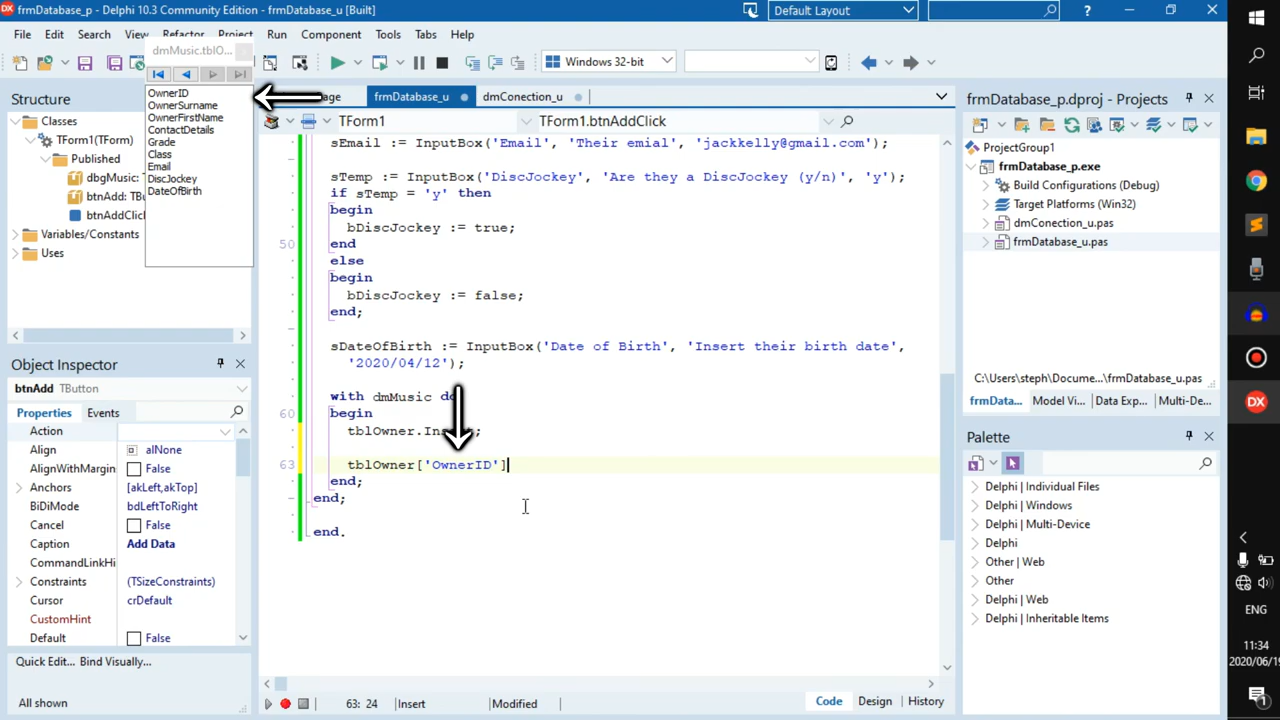 frmDatabase_p - Delphi 10.3 Community Edition - frmDatabase_u [Built]
Default Layout
File Edit Search View Refactor Project Run Component Tools Tabs Help
dmMusic.tblO...
Windows 32-bit
OwnerID
OwnerSurname
OwnerFirstName
ContactDetails
Grade
Class
Email
DiscJockey
DateOfBirth
Structure
Classes
TForm1(TForm)
Published
dbgMusic:
btnAdd: TB
btnAddClic
Variables/Constants
Uses
frmDatabase_u
dmConection_u
TForm1
TForm1.btnAddClick
sEmail := InputBox('Email', 'Their emial', 'jackkelly@gmail.com');
sTemp := InputBox('DiscJockey', 'Are they a DiscJockey (y/n)', 'y');
if sTemp = 'y' then
begin
bDiscJockey := true;
50 end
else
begin
bDiscJockey := false;
end;
sDateOfBirth := InputBox('Date of Birth', 'Insert their birth date',
'2020/04/12');
with dmMusic do
60 begin
tblOwner.Ins
;
63 tblOwner['OwnerID']
end;
end;
end.
63: 24 Insert Modified Code Design History
Object Inspector
btnAdd TButton
Properties Events
Action
Align alNone
AlignWithMargin False
Anchors [akLeft,akTop]
BiDiMode bdLeftToRight
Cancel False
Caption Add Data
CommandLinkHi
Constraints (TSizeConstraints)
Cursor crDefault
CustomHint
Default False
Quick Edit... Bind Visually...
All shown
frmDatabase_p.dproj - Projects
ProjectGroup1
frmDatabase_p.exe
Build Configurations (Debug)
Target Platforms (Win32)
dmConection_u.pas
frmDatabase_u.pas
C:\Users\steph\Docume...\frmDatabase_u.pas
frmData... Model Vi... Data Exp... Multi-De...
Palette
Delphi | Individual Files
Delphi | Windows
Delphi | Multi-Device
Delphi
Other | Web
Other
Delphi | Web
Delphi | Inheritable Items
DX
DX
ENG
11:34
2020/06/19
1